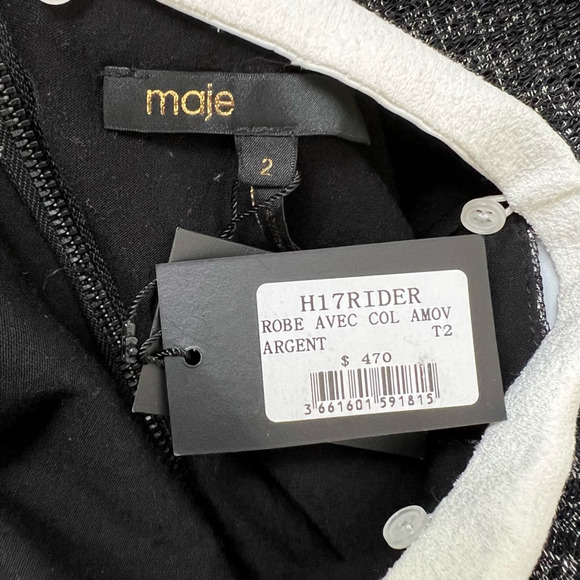 maje
2
H17RIDER
ROBE AVEC COL AMOV
ARGENT T2
$ 470
3 661601 591815